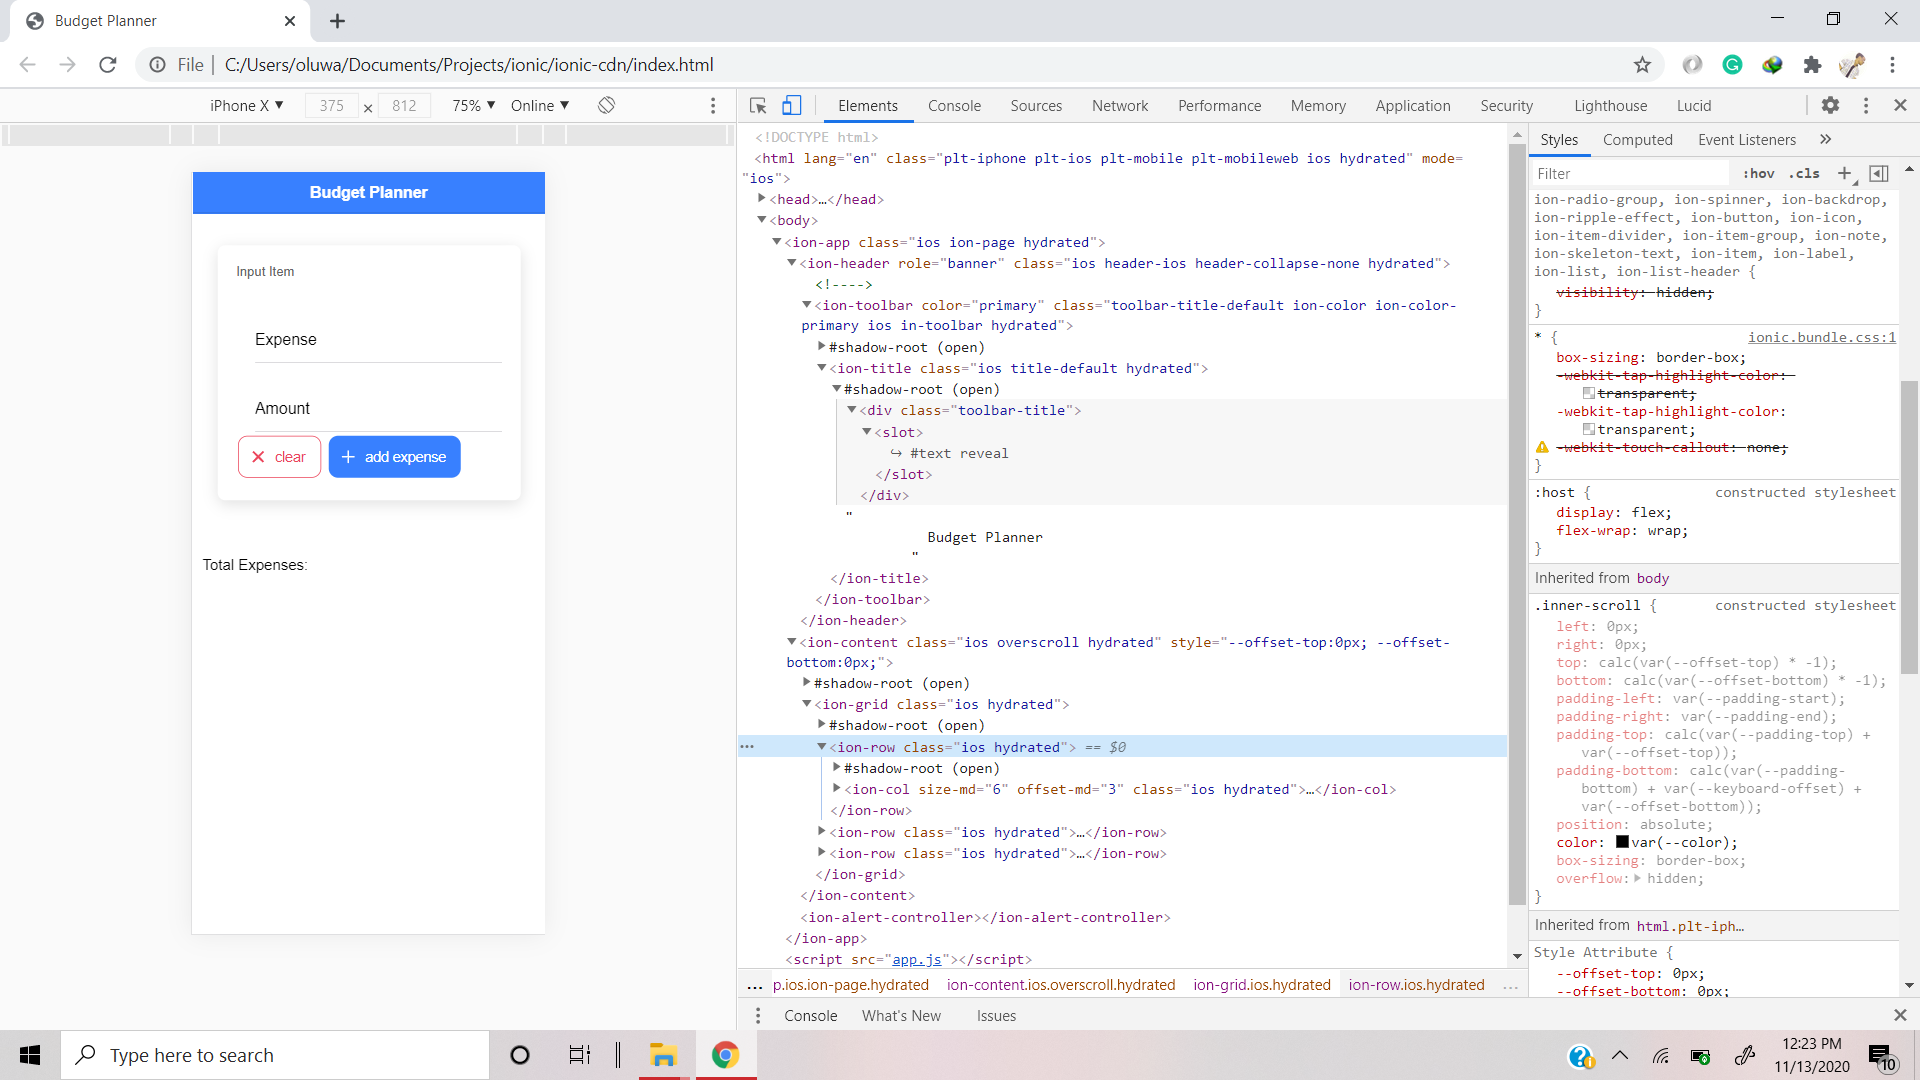 Budget Planner
File | C:/Users/oluwa/Documents/Projects/ionic/ionic-cdn/index.html
iPhone X ▼ 375 × 812 75% ▼ Online ▼
Budget Planner
Input Item
Expense
Amount
clear
add expense
Total Expenses:
Elements Console Sources Network Performance Memory Application Security Lighthouse Lucid
<!DOCTYPE html>
<html lang="en" class="plt-iphone plt-ios plt-mobile plt-mobileweb ios hydrated" mode=
"ios">
<head>…</head>
<body>
<ion-app class="ios ion-page hydrated">
<ion-header role="banner" class="ios header-ios header-collapse-none hydrated">
<!---->
<ion-toolbar color="primary" class="toolbar-title-default ion-color ion-color-
primary ios in-toolbar hydrated">
#shadow-root (open)
<ion-title class="ios title-default hydrated">
#shadow-root (open)
<div class="toolbar-title">
<slot>
↪ #text reveal
</slot>
</div>
"
Budget Planner
"
</ion-title>
</ion-toolbar>
</ion-header>
<ion-content class="ios overscroll hydrated" style="--offset-top:0px; --offset-
bottom:0px;">
#shadow-root (open)
<ion-grid class="ios hydrated">
#shadow-root (open)
<ion-row class="ios hydrated"> == $0
#shadow-root (open)
<ion-col size-md="6" offset-md="3" class="ios hydrated">…</ion-col>
</ion-row>
<ion-row class="ios hydrated">…</ion-row>
<ion-row class="ios hydrated">…</ion-row>
</ion-grid>
</ion-content>
<ion-alert-controller></ion-alert-controller>
</ion-app>
<script src="app.js"></script>
... p.ios.ion-page.hydrated ion-content.ios.overscroll.hydrated ion-grid.ios.hydrated ion-row.ios.hydrated ...
Console What's New Issues
Styles Computed Event Listeners »
Filter :hov .cls +
ion-radio-group, ion-spinner, ion-backdrop,
ion-ripple-effect, ion-button, ion-icon,
ion-item-divider, ion-item-group, ion-note,
ion-skeleton-text, ion-item, ion-label,
ion-list, ion-list-header {
visibility: hidden;
}
* { ionic.bundle.css:1
box-sizing: border-box;
-webkit-tap-highlight-color:
transparent;
-webkit-tap-highlight-color:
transparent;
-webkit-touch-callout: none;
}
:host { constructed stylesheet
display: flex;
flex-wrap: wrap;
}
Inherited from body
.inner-scroll { constructed stylesheet
left: 0px;
right: 0px;
top: calc(var(--offset-top) * -1);
bottom: calc(var(--offset-bottom) * -1);
padding-left: var(--padding-start);
padding-right: var(--padding-end);
padding-top: calc(var(--padding-top) +
var(--offset-top));
padding-bottom: calc(var(--padding-
bottom) + var(--keyboard-offset) +
var(--offset-bottom));
position: absolute;
color: var(--color);
box-sizing: border-box;
overflow: hidden;
}
Inherited from html.plt-iph…
Style Attribute {
--offset-top: 0px;
--offset-bottom: 0px;
Type here to search
12:23 PM
11/13/2020
10